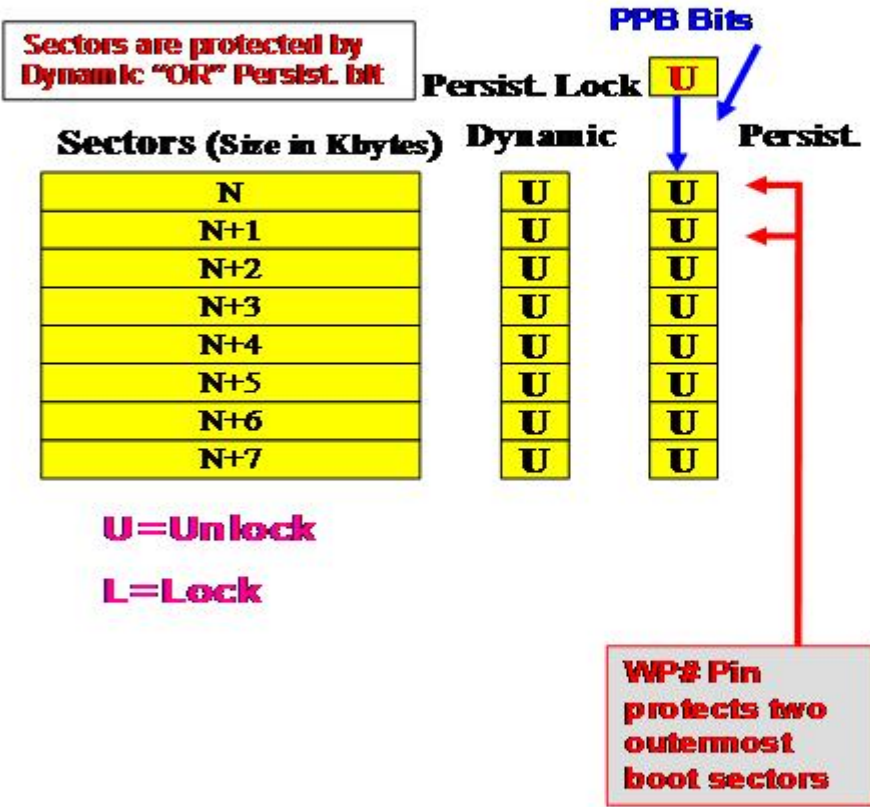 PPB Bits
Sectors are protected by
Dynamic "OR" Persist. bit
Persist. Lock U
Sectors (Size in Kbytes) Dynamic Persist.
N U U
N+1 U U
N+2 U U
N+3 U U
N+4 U U
N+5 U U
N+6 U U
N+7 U U
U=Unlock
L=Lock
WP# Pin
protects two
outermost
boot sectors